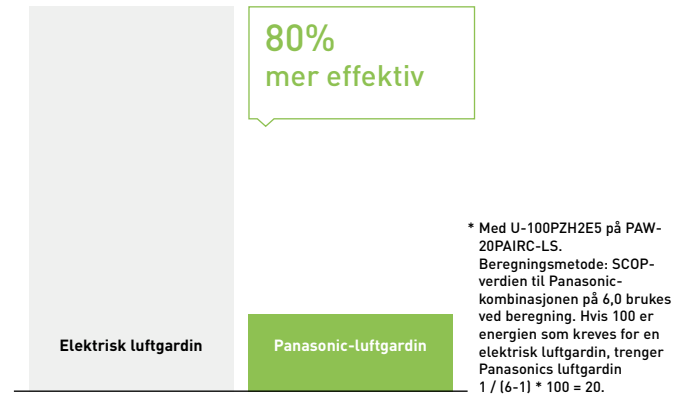 80%
mer effektiv
Elektrisk luftgardin
Panasonic-luftgardin
* Med U-100PZH2E5 på PAW-
20PAIRC-LS.
Beregningsmetode: SCOP-
verdien til Panasonic-
kombinasjonen på 6,0 brukes
ved beregning. Hvis 100 er
energien som kreves for en
elektrisk luftgardin, trenger
Panasonics luftgardin
1 / (6-1) * 100 = 20.